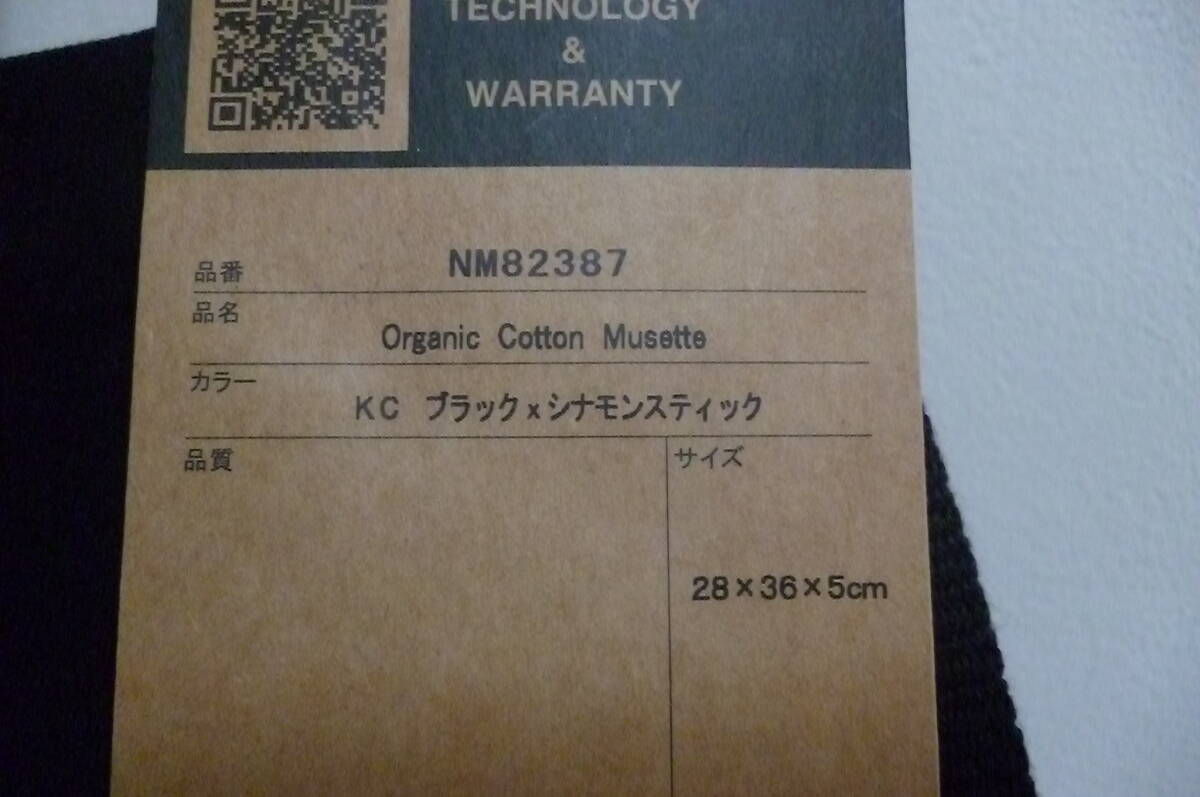 TECHNOLOGY
&
WARRANTY
品番 NM82387
品名 Organic Cotton Musette
カラー KC ブラックxシナモンスティック
品質
サイズ
28×36×5cm